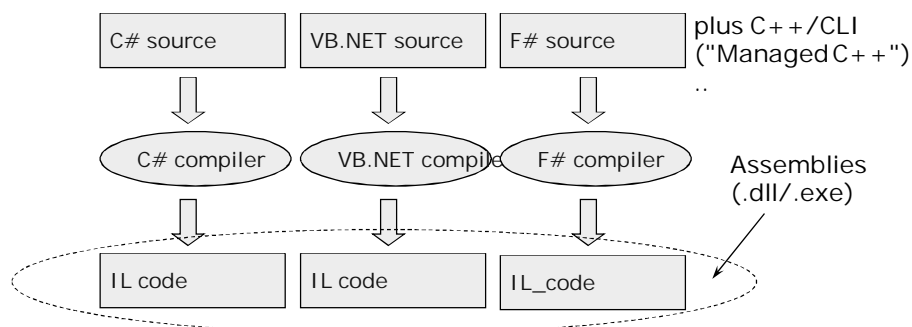 C# source
VB.NET source
F# source
plus C++/CLI
("Managed C++")
..
C# compiler
VB.NET compile
F# compiler
Assemblies
(.dll/.exe)
IL code
IL code
IL_code